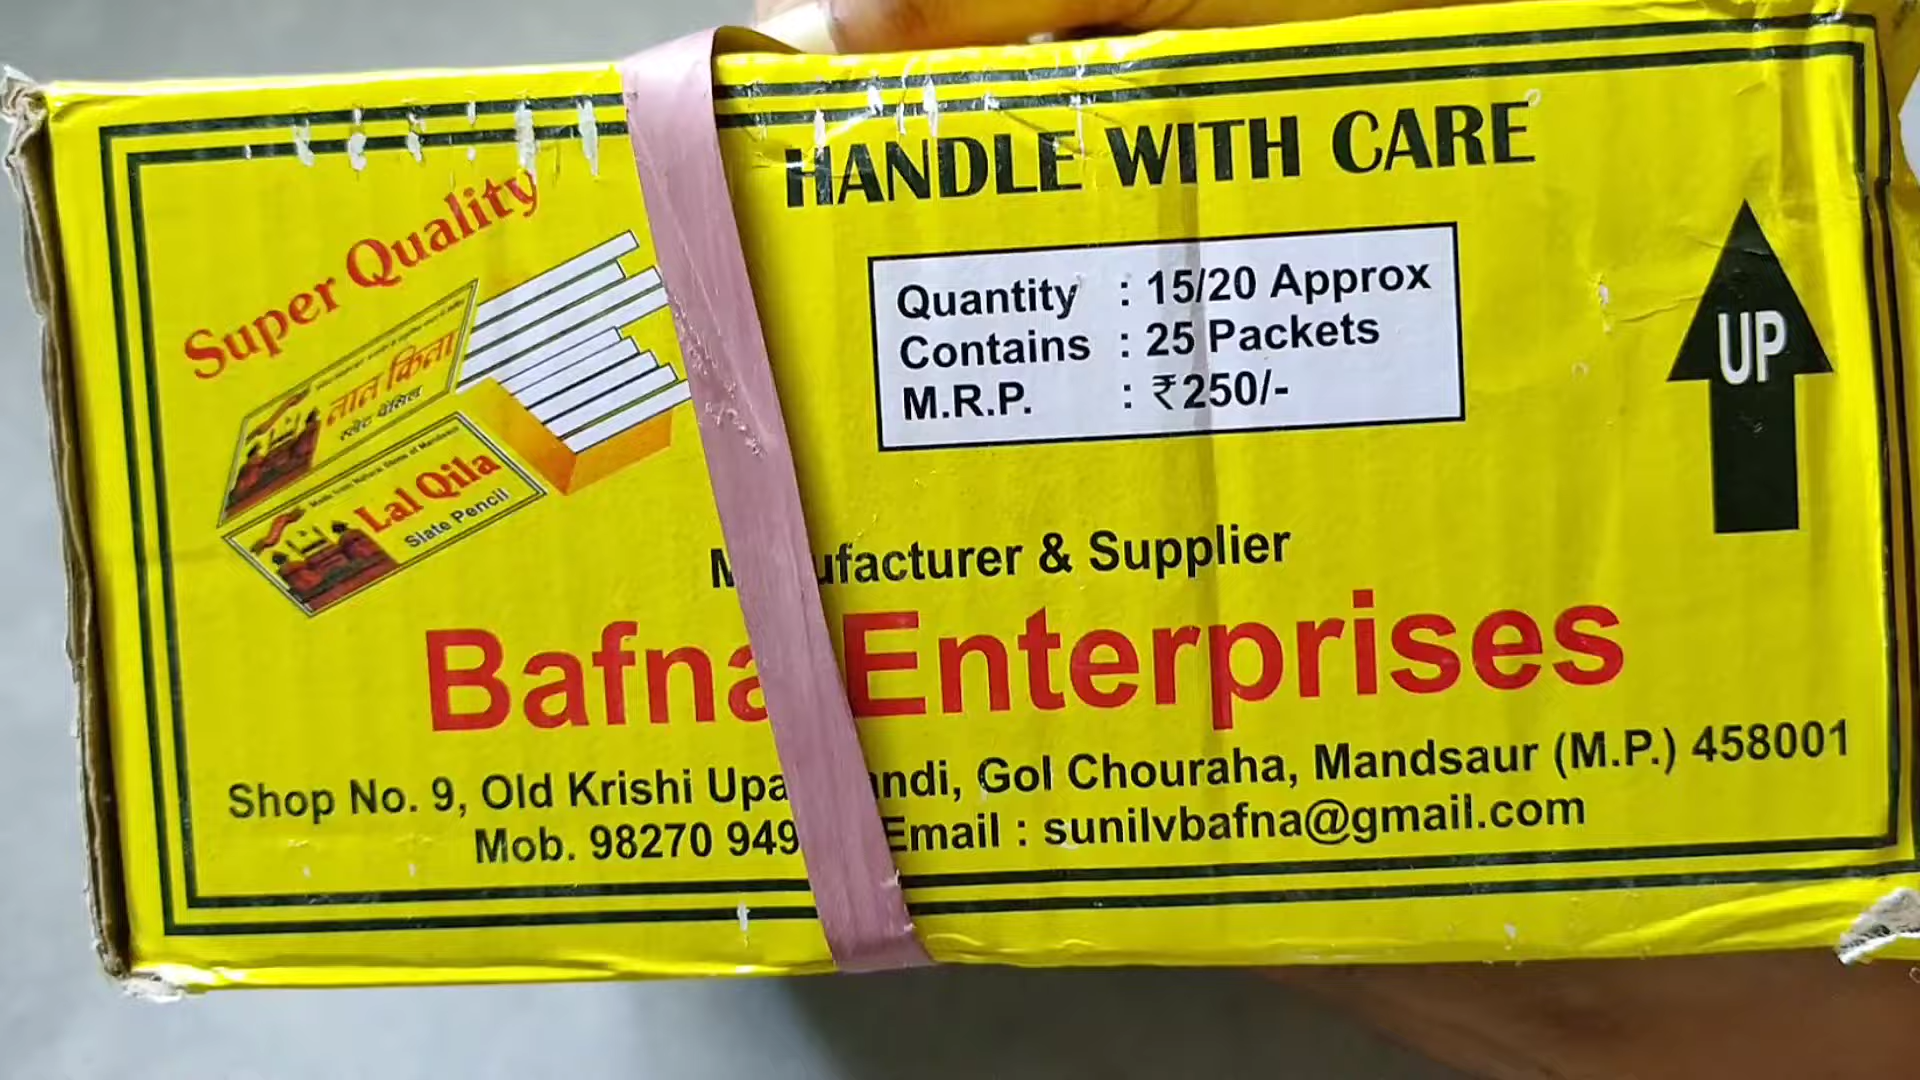 HANDLE WITH CARE
Super Quality
Quantity : 15/20 Approx
Contains : 25 Packets
M.R.P. : ₹250/-
UP
लाल किला
स्लेट पेंसिल
Lal Qila
Slate Pencil
ufacturer & Supplier
Bafna Enterprises
Shop No. 9, Old Krishi Upa ndi, Gol Chouraha, Mandsaur (M.P.) 458001
Mob. 98270 949 Email : sunilvbafna@gmail.com